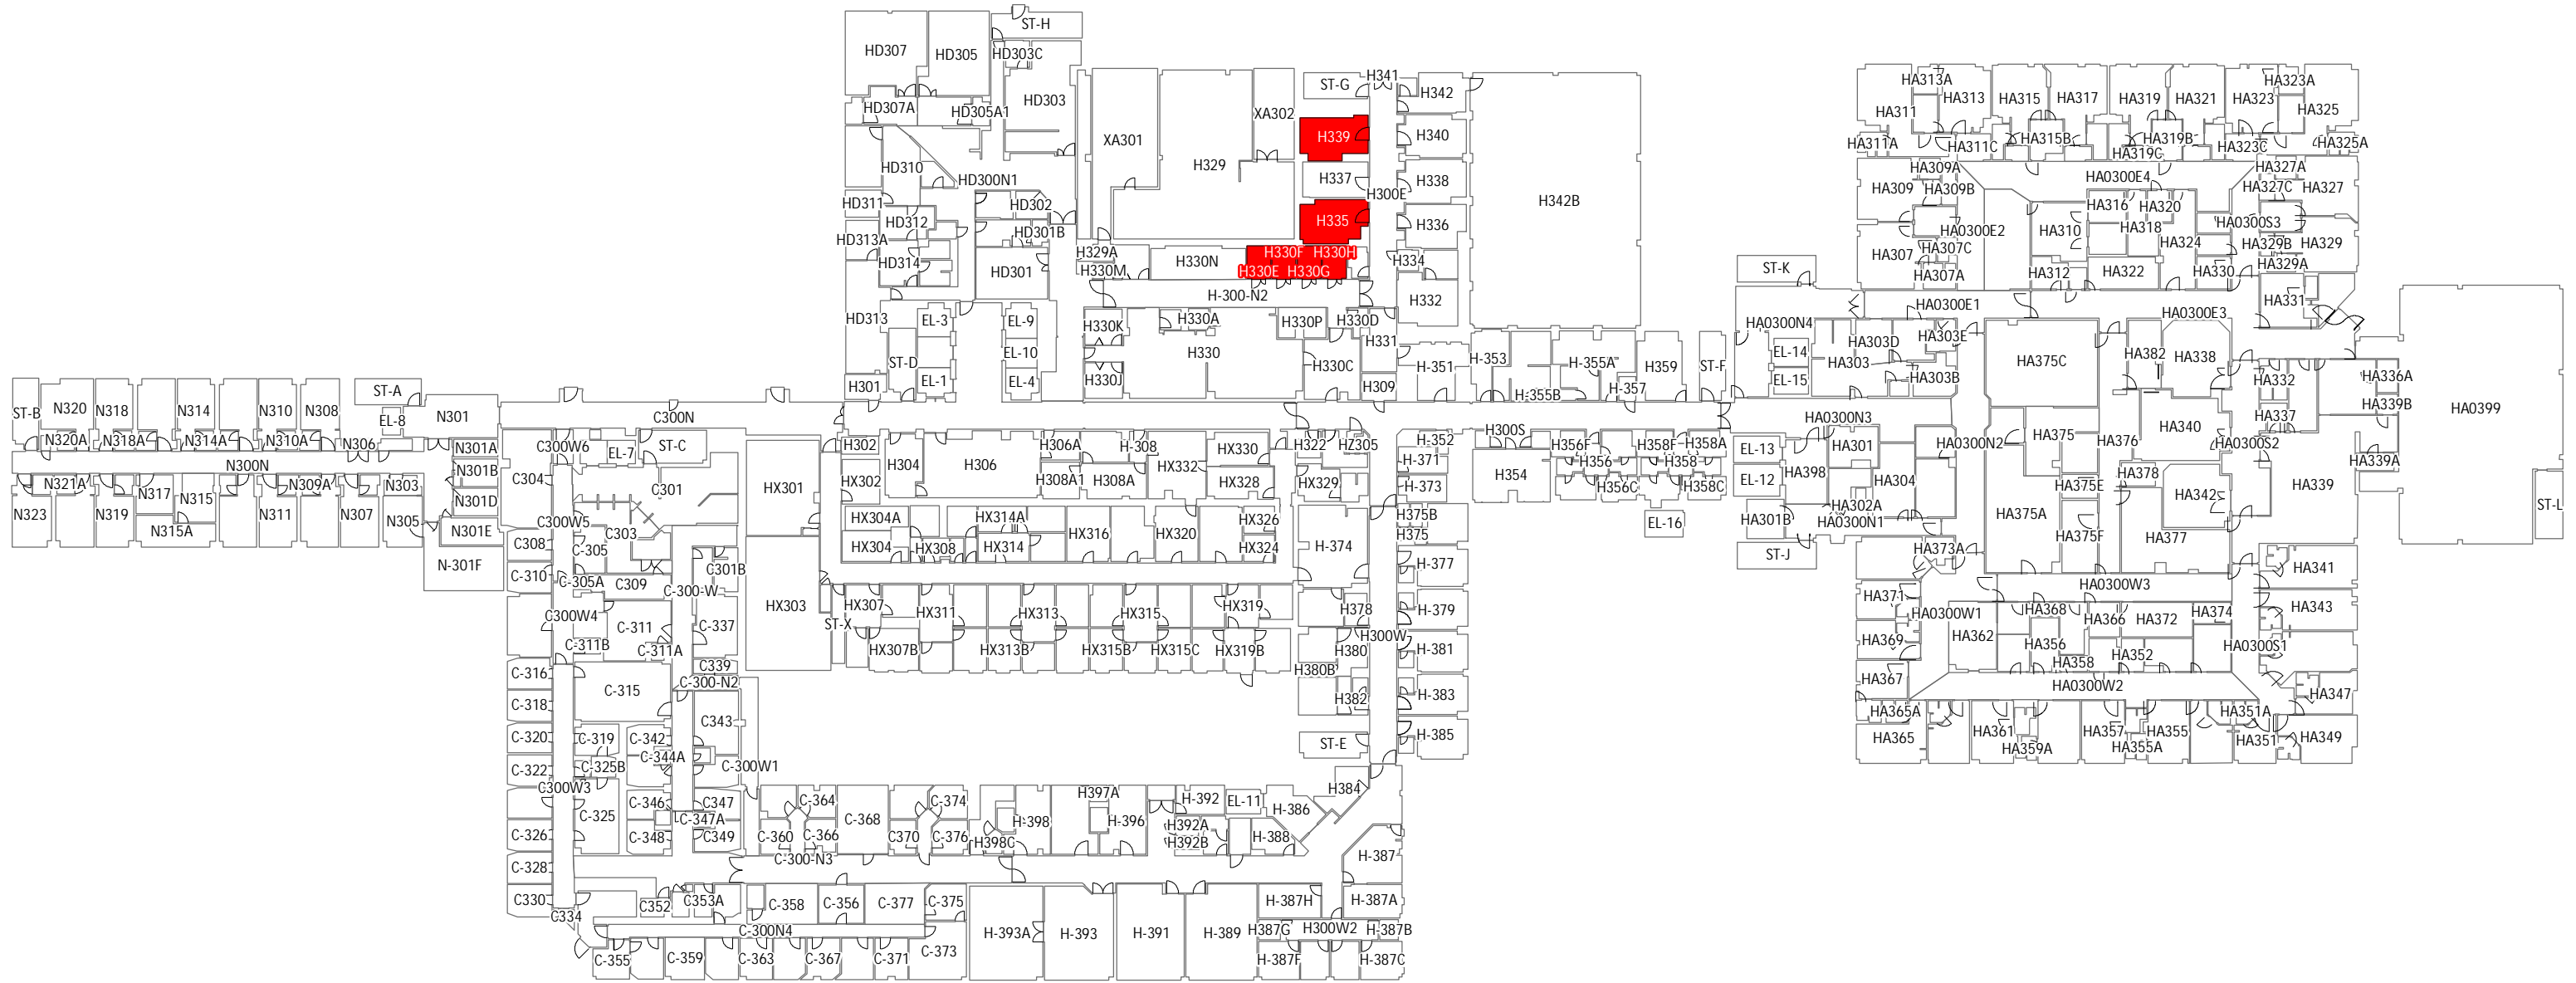 ST-H
HD307
HD305
HD303C
HD307A
HD305A1
HD303
HD310
HD300N1
HD311
HD302
HD312
HD301B
HD313A
HD314
HD301
HD313
EL-3
EL-9
ST-D
EL-10
EL-1
EL-4
H301
XA301
H329
XA302
ST-G
H341
H342
H339
H340
H337
H338
H300E
H335
H336
H342B
H329A
H330M
H330N
H330F
H330H
H330E
H330G
H334
H-300-N2
H332
H330K
H330A
H330P
H330D
H330
H331
H330J
H330C
H309
H-351
H-353
H-355A
H359
H-355B
H-357
ST-F
ST-B
N320
N318
N314
N310
N308
ST-A
EL-8
N301
N320A
N318A
N314A
N310A
N306
N301A
N300N
N301B
N321A
N317
N315
N309A
N303
N301D
N323
N319
N315A
N311
N307
N305
N301E
N-301F
C300N
C300W6
EL-7
ST-C
C304
C301
C300W5
C303
C308
C-305
C-310
C-305A
C309
C301B
C-300-W
C300W4
C-311
C-337
C-311B
C-311A
C339
C-316
C-315
C-300-N2
C-318
C343
C-320
C-319
C-342
C-344A
C-322
C-325B
C-300W1
C300W3
C-346
C347
C-325
C-347A
C-326
C-348
C349
C-328
C330
C334
C352
C353A
C-358
C-356
C-377
C-375
C-300N4
C-355
C-359
C-363
C-367
C-371
C-373
C-364
C-374
C-360
C-366
C-368
C370
C-376
C-300-N3
HX301
H302
HX302
H304
H306
H306A
H-308
HX330
HX332
H308A1
H308A
HX328
HX304A
HX314A
HX326
HX304
HX308
HX314
HX316
HX320
HX324
HX303
HX307
ST-X
HX311
HX313
HX315
HX319
HX307B
HX313B
HX315B
HX315C
HX319B
H322
HZ305
HX329
H-374
H378
H300W
H380
H380B
H382
ST-E
H384
H-352
H-371
H-373
H375B
H375
H-377
H-379
H-381
H-383
H-385
H300S
H354
H356F
H356
H356C
H358F
H358A
H358
H358C
EL-16
H397A
H-392
EL-11
H-386
H-398
H-396
H392A
H-388
H398C
H392B
H-387
H-387H
H-387A
H-393A
H-393
H-391
H-389
H387G
H300W2
H-387B
H-387F
H-387C
ST-K
HA0300N4
EL-14
EL-15
HA303
HA303D
HA303E
HA303B
HA0300E1
HA0300N3
EL-13
HA301
HA398
EL-12
HA304
HA302A
HA301B
HA0300N1
ST-J
HA0300N2
HA313A
HA311
HA313
HA315
HA317
HA319
HA321
HA323
HA323A
HA325
HA311A
HA311C
HA315B
HA319B
HA319C
HA323C
HA325A
HA309A
HA309
HA309B
HA0300E4
HA327A
HA327C
HA327
HA316
HA320
HA0300S3
HA0300E2
HA310
HA318
HA324
HA307
HA307C
HA329B
HA329
HA307A
HA312
HA322
HA330
HA329A
HA331
HA0300E3
HA375C
HA382
HA338
HA332
HA336A
HA339B
HA337
HA340
HA375
HA376
HA0300S2
HA339A
HA0399
HA378
HA375E
HA342
HA339
HA375A
HA375F
HA377
ST-L
HA373A
HA341
HA0300W3
HA371
HA0300W1
HA368
HA366
HA372
HA374
HA343
HA369
HA362
HA356
HA352
HA358
HA0300S1
HA367
HA0300W2
HA347
HA365A
HA351A
HA365
HA361
HA359A
HA357
HA355
HA355A
HA351
HA349